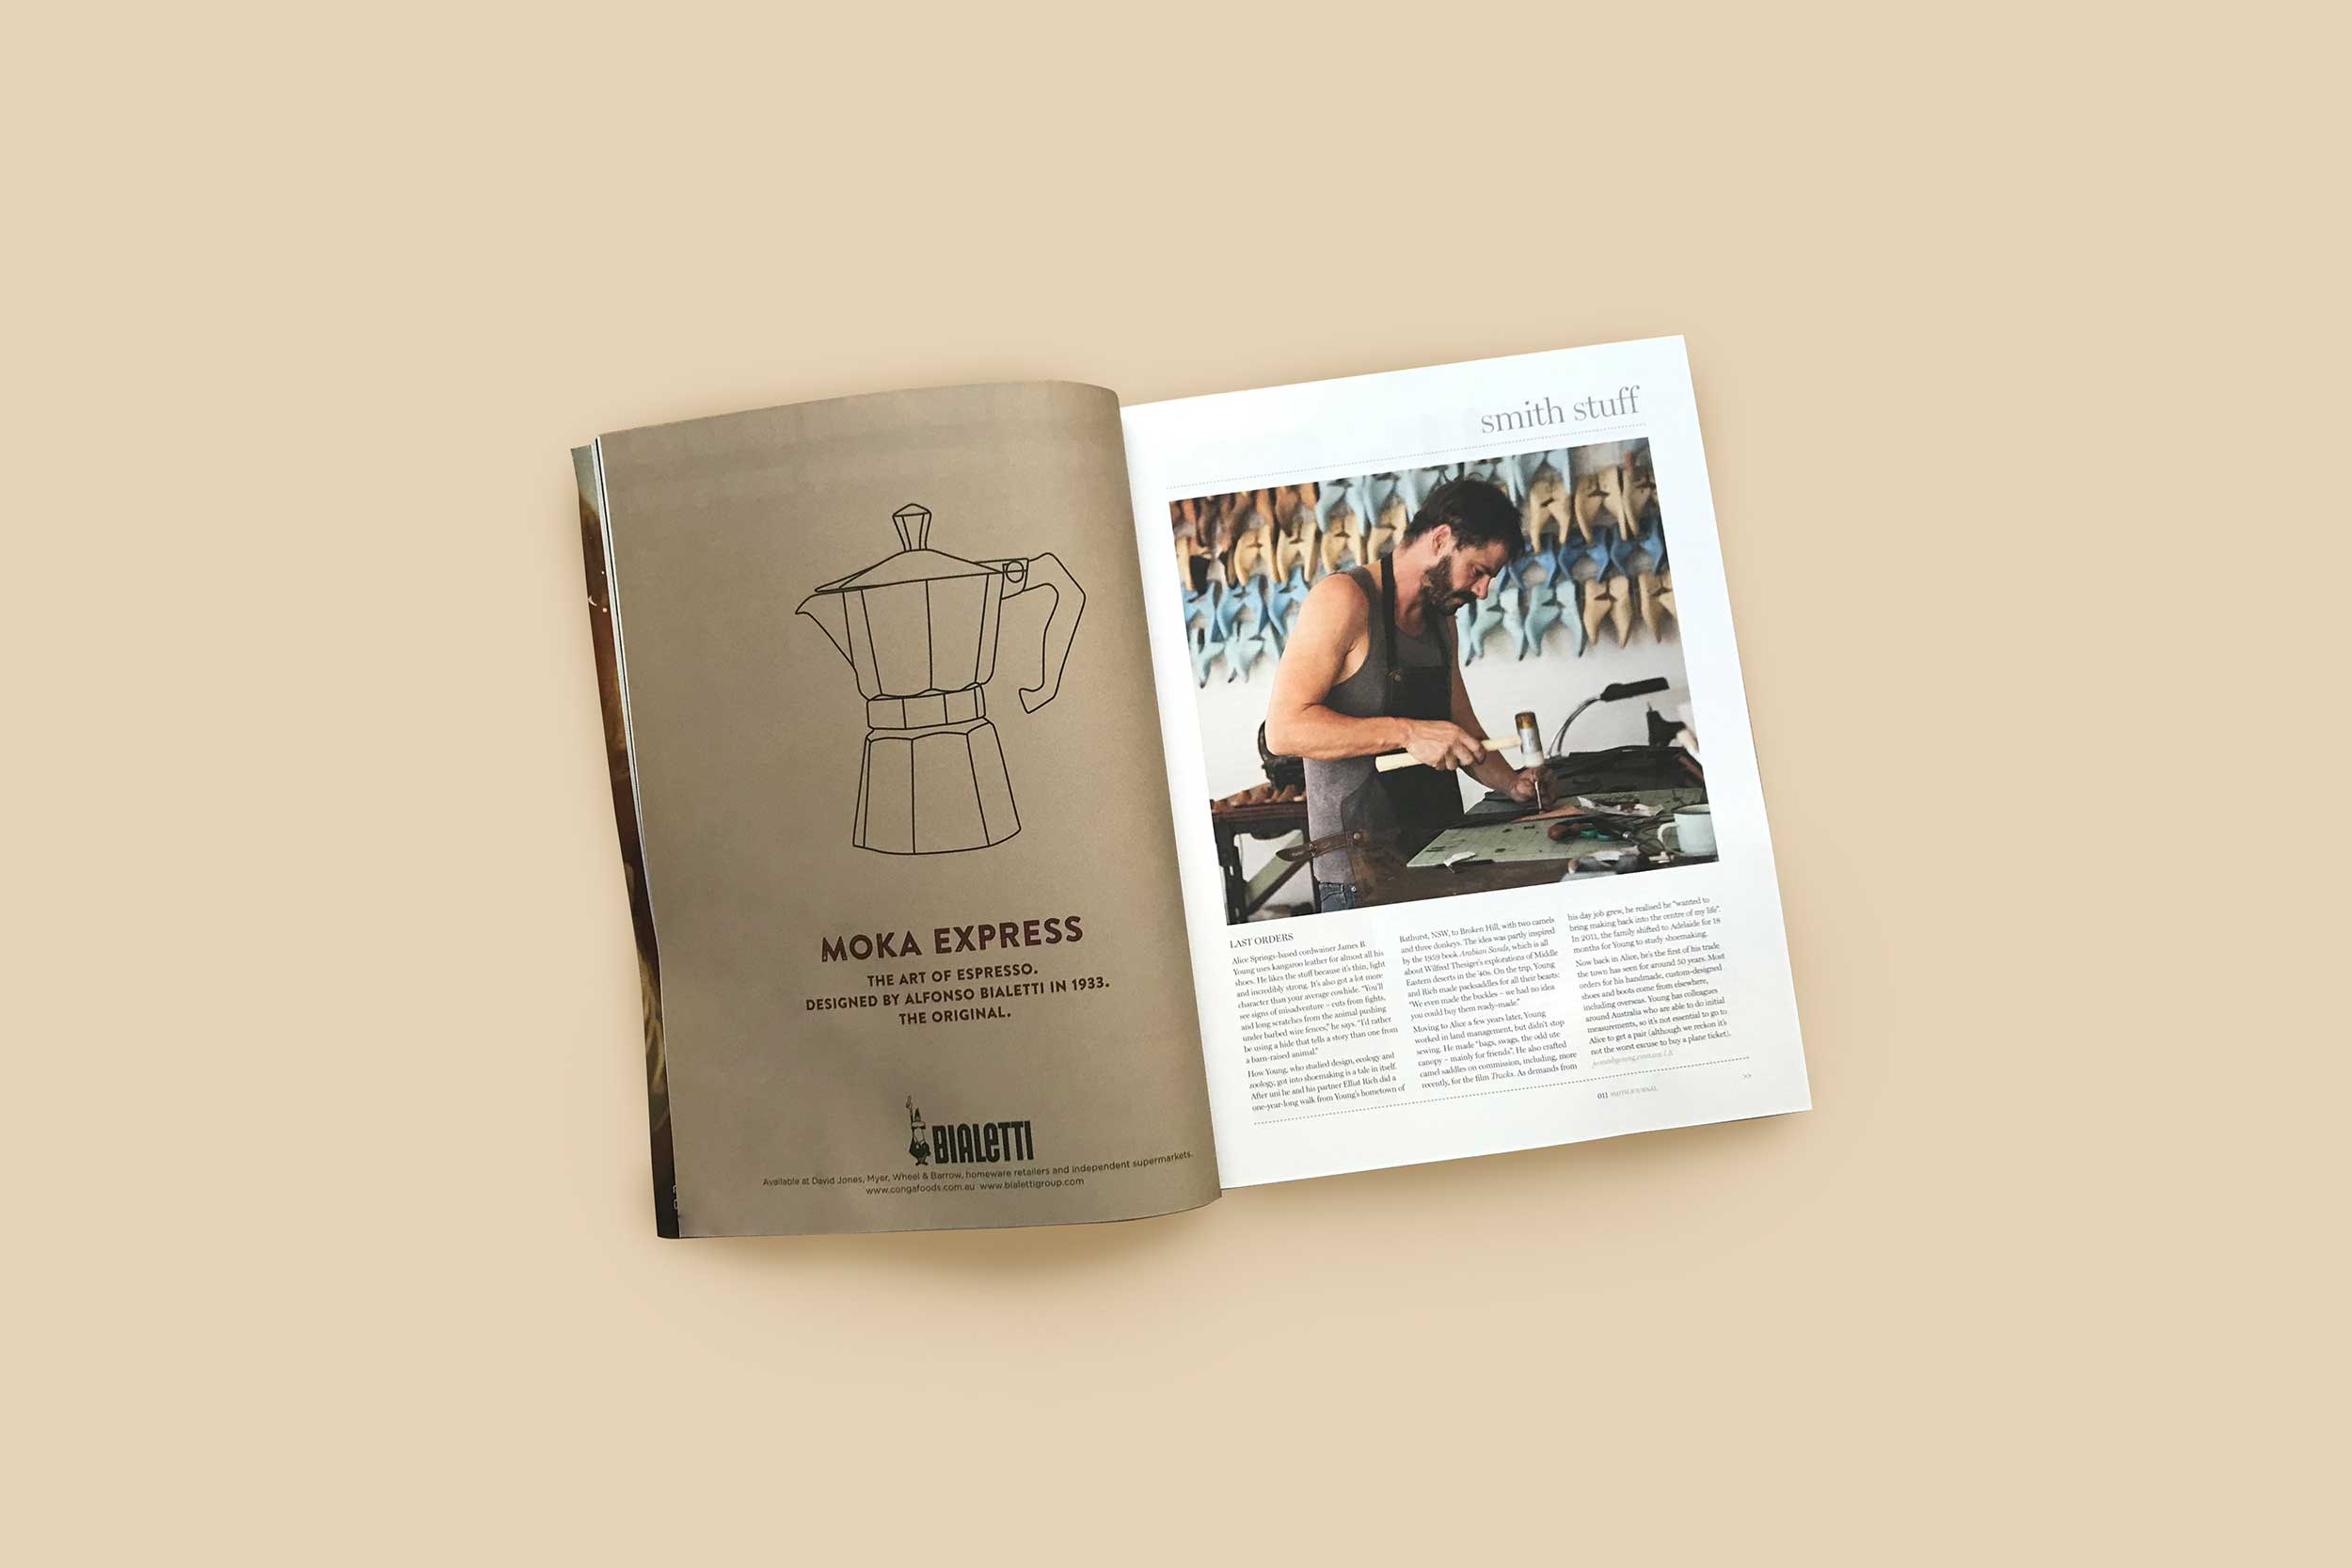 MOKA EXPRESS
THE ART OF ESPRESSO.
DESIGNED BY ALFONSO BIALETTI IN 1933.
THE ORIGINAL.
BIALETTI
Available at David Jones, Myer, Wheel & Barrow, homeware retailers and independent supermarkets.
www.congafoods.com.au www.bialettigroup.com
smith stuff
LAST ORDERS
Alice Springs-based cordwainer James B.
Young uses kangaroo leather for almost all his
shoes. He likes the stuff because it's thin, light
and incredibly strong. It's also got a lot more
character than your average cowhide. "You'll
see signs of misadventure – cuts from fights,
and long scratches from the animal pushing
under barbed wire fences," he says. "I'd rather
be using a hide that tells a story than one from
a barn-raised animal."
How Young, who studied design, ecology and
zoology, got into shoemaking is a tale in itself.
After uni he and his partner Elliat Rich did a
one-year-long walk from Young's hometown of
Bathurst, NSW, to Broken Hill, with two camels
and three donkeys. The idea was partly inspired
by the 1959 book Arabian Sands, which is all
about Wilfred Thesiger's explorations of Middle
Eastern deserts in the '40s. On the trip, Young
and Rich made packsaddles for all their beasts:
"We even made the buckles – we had no idea
you could buy them ready-made."
Moving to Alice a few years later, Young
worked in land management, but didn't stop
sewing. He made "bags, swags, the odd ute
canopy – mainly for friends". He also crafted
camel saddles on commission, including, more
recently, for the film Tracks. As demands from
his day job grew, he realised he "wanted to
bring making back into the centre of my life".
In 2011, the family shifted to Adelaide for 18
months for Young to study shoemaking.
Now back in Alice, he's the first of his trade
the town has seen for around 50 years. Most
orders for his handmade, custom-designed
shoes and boots come from elsewhere,
including overseas. Young has colleagues
around Australia who are able to do initial
measurements, so it's not essential to go to
Alice to get a pair (although we reckon it's
not the worst excuse to buy a plane ticket).
011 SMITH JOURNAL
>>